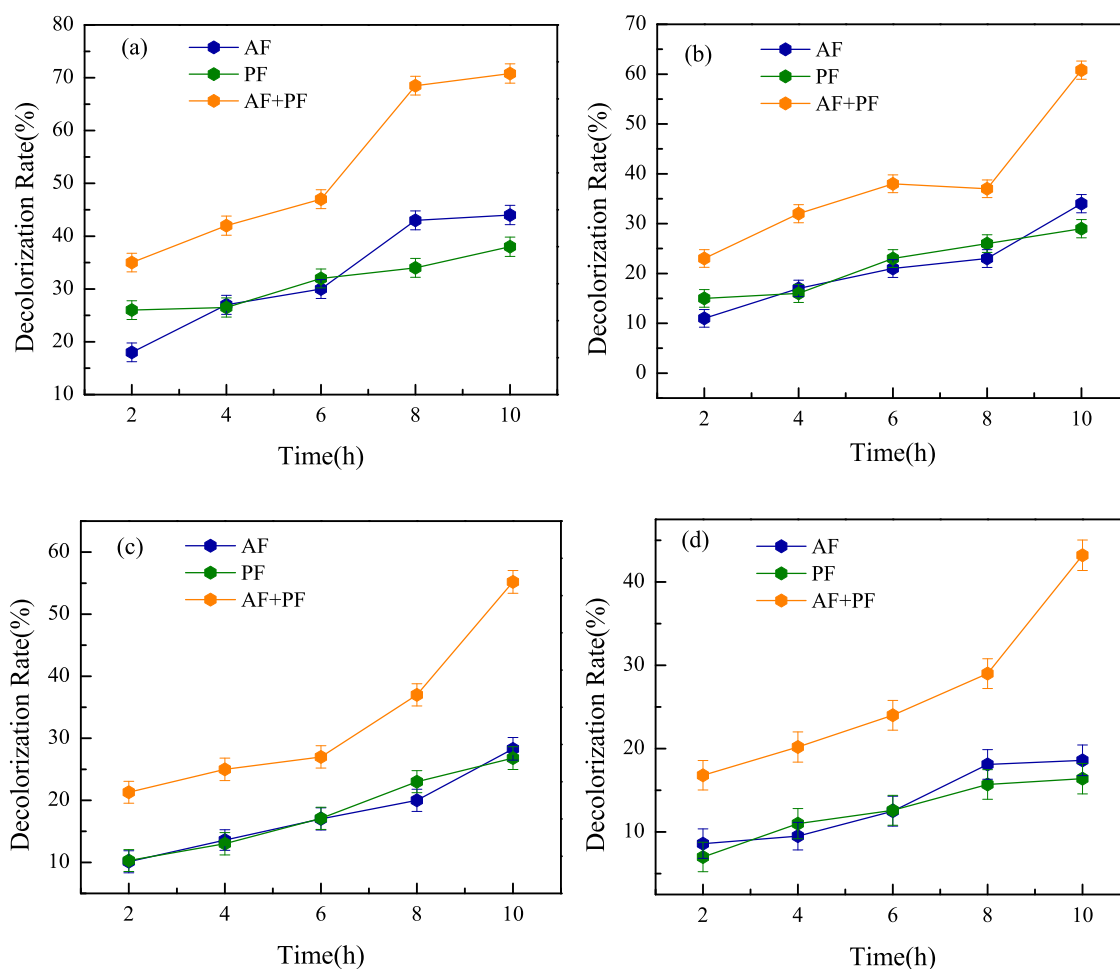 (a)
AF
PF
AF+PF
Decolorization Rate(%)
80
70
60
50
40
30
20
10
2 4 6 8 10
Time(h)
(b)
AF
PF
AF+PF
Decolorization Rate(%)
70
60
50
40
30
20
10
0
2 4 6 8 10
Time(h)
(c)
AF
PF
AF+PF
Decolorization Rate(%)
60
50
40
30
20
10
2 4 6 8 10
Time(h)
(d)
AF
PF
AF+PF
Decolorization Rate(%)
40
30
20
10
2 4 6 8 10
Time(h)